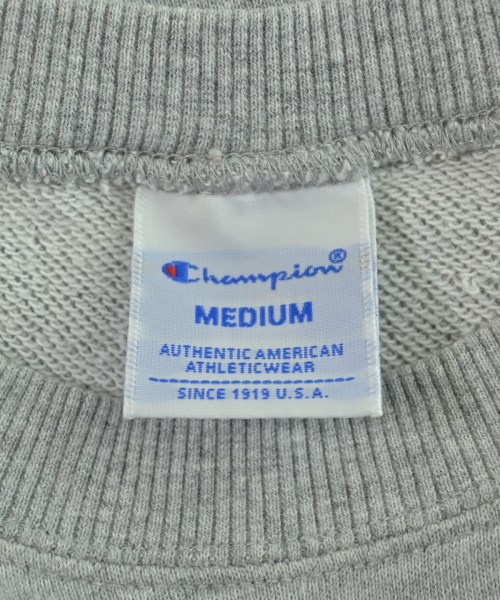 Champion®
MEDIUM
AUTHENTIC AMERICAN
ATHLETICWEAR
SINCE 1919 U.S.A.